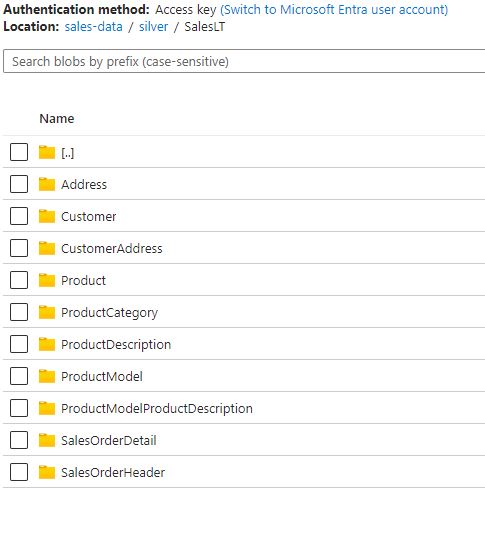 Authentication method: Access key (Switch to Microsoft Entra user account)
Location: sales-data / silver / SalesLT
Search blobs by prefix (case-sensitive)
Name
[..]
Address
Customer
CustomerAddress
Product
ProductCategory
ProductDescription
ProductModel
ProductModelProductDescription
SalesOrderDetail
SalesOrderHeader